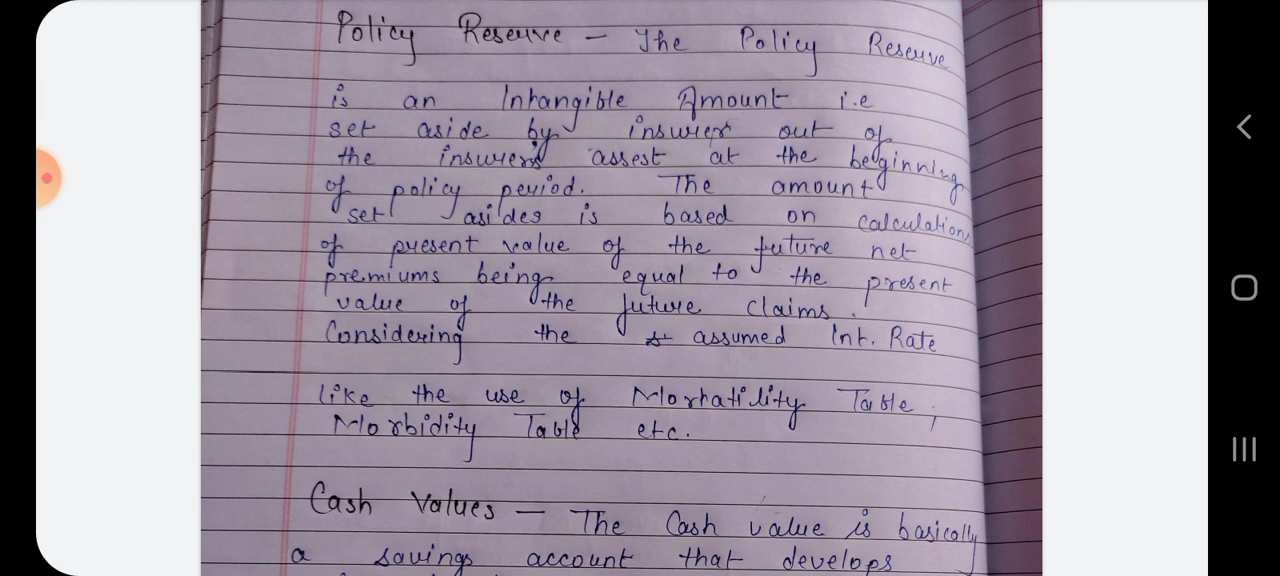 Policy Reserve - The Policy Reserve
is an Intangible Amount i.e
set aside by insurer out of
the insurers assest at the beginning
of policy period. The amount
set asides is based on calculations
of present value of the future net
premiums being equal to the present
value of the future claims.
Considering the assumed Int. Rate
like the use of Mortatility Table,
Morbidity Table etc.
Cash Values - The Cash value is basically
a savings account that develops